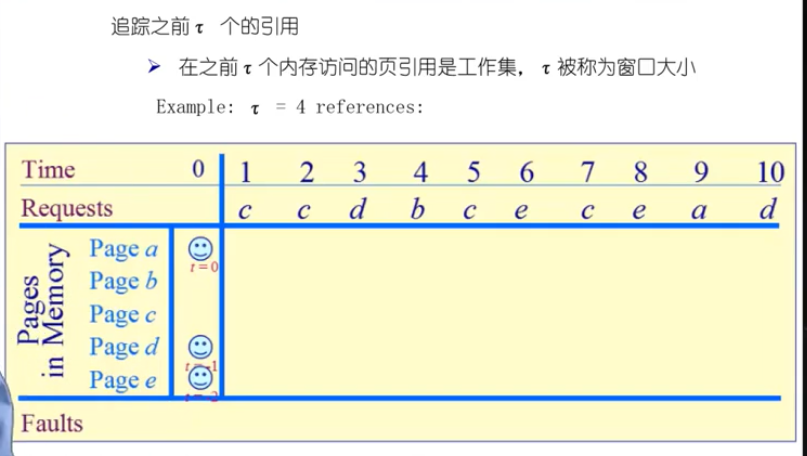 追踪之前 τ 个的引用
➤ 在之前 τ 个内存访问的页引用是工作集， τ 被称为窗口大小
Example: τ = 4 references:
Time 0 1 2 3 4 5 6 7 8 9 10
Requests c c d b c e c e a d
Pages in Memory
Page a
t = 0
Page b
Page c
Page d
t = -1
Page e
t = -2
Faults